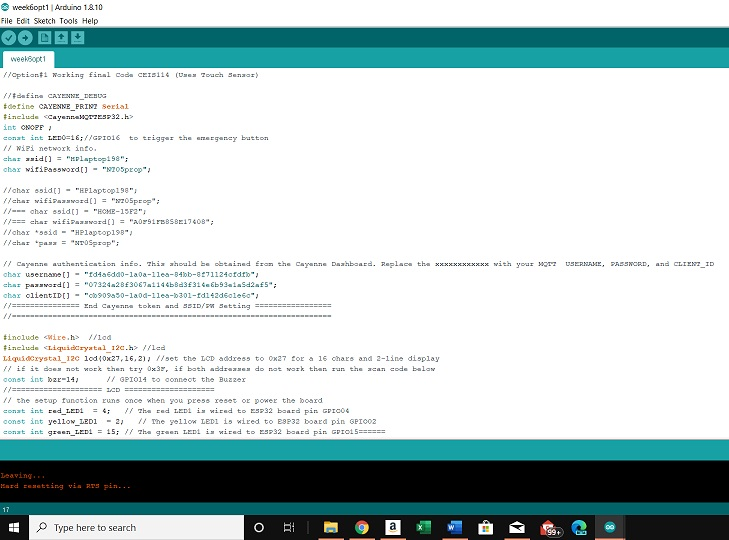 week6opt1 | Arduino 1.8.10
File Edit Sketch Tools Help
week6opt1
//Option#1 Working final Code CEIS114 (Uses Touch Sensor)
//#define CAYENNE_DEBUG
#define CAYENNE_PRINT Serial
#include <CayenneMQTTESP32.h>
int ONOFF ;
const int LED0=16;//GPIO16 to trigger the emergency button
// WiFi network info.
char ssid[] = "HPlaptop198";
char wifiPassword[] = "NT05prop";
//char ssid[] = "HPlaptop198";
//char wifiPassword[] = "NT05prop";
//=== char ssid[] = "HOME-15F2";
//=== char wifiPassword[] = "A0F91FB858E17408";
//char *ssid = "HPlaptop198";
//char *pass = "NT05prop";
// Cayenne authentication info. This should be obtained from the Cayenne Dashboard. Replace the xxxxxxxxxxxx with your MQTT USERNAME, PASSWORD, and CLIENT_ID
char username[] = "fd4a6dd0-1a0a-11ea-84bb-8f71124cfdfb";
char password[] = "07324a28f3067a1144b8d3f314e6b93e1a5d2af5";
char clientID[] = "cb909a50-1a0d-11ea-b301-fd142d6c1e6c";
//=============== End Cayenne token and SSID/PW Setting =================
//=======================================================================
#include <Wire.h> //lcd
#include <LiquidCrystal_I2C.h> //lcd
LiquidCrystal_I2C lcd(0x27,16,2); //set the LCD address to 0x27 for a 16 chars and 2-line display
// if it does not work then try 0x3F, if both addresses do not work then run the scan code below
const int bzr=14; // GPIO14 to connect the Buzzer
//==================== LCD ====================
// the setup function runs once when you press reset or power the board
const int red_LED1 = 4; // The red LED1 is wired to ESP32 board pin GPIO04
const int yellow_LED1 = 2; // The yellow LED1 is wired to ESP32 board pin GPIO02
const int green_LED1 = 15; // The green LED1 is wired to ESP32 board pin GPIO15======
Leaving...
Hard resetting via RTS pin...
17
Type here to search
99+